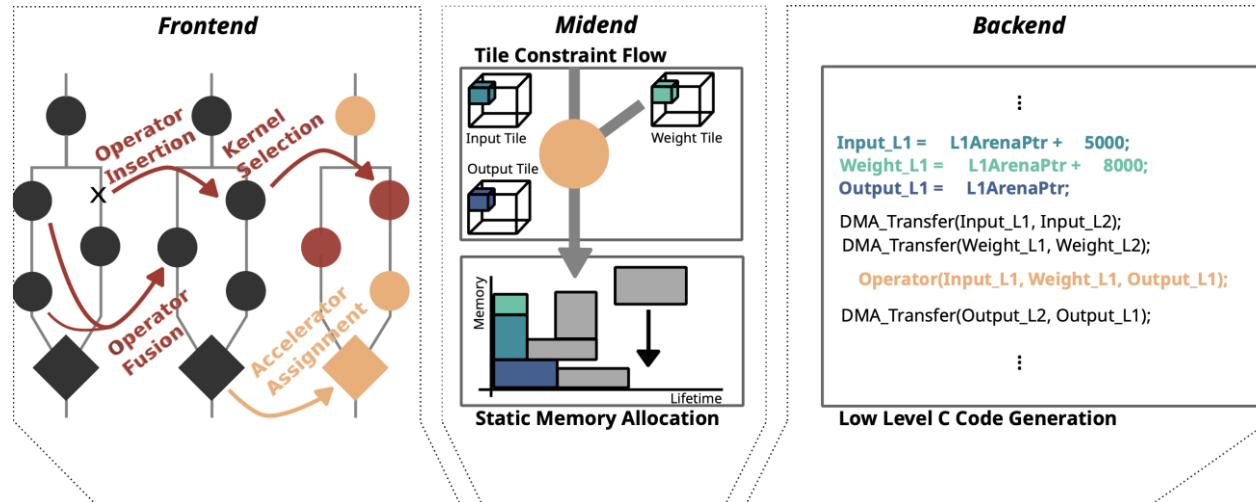 Frontend
Operator
Insertion
Kernel
Selection
x
Operator
Fusion
Accelerator
Assignment
Midend
Tile Constraint Flow
Input Tile
Weight Tile
Output Tile
Memory
Lifetime
Static Memory Allocation
Backend
⋮
Input_L1 = L1ArenaPtr + 5000;
Weight_L1 = L1ArenaPtr + 8000;
Output_L1 = L1ArenaPtr;
DMA_Transfer(Input_L1, Input_L2);
DMA_Transfer(Weight_L1, Weight_L2);
Operator(Input_L1, Weight_L1, Output_L1);
DMA_Transfer(Output_L2, Output_L1);
⋮
Low Level C Code Generation